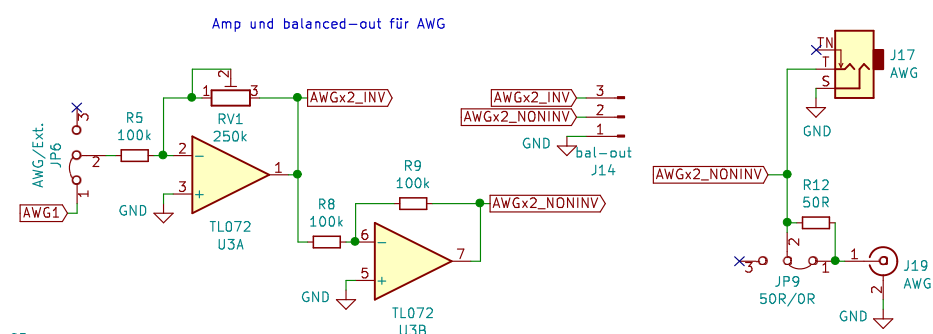 Amp und balanced-out für AWG
AWG/Ext.
JP6
3
2
1
AWG1
R5
100k
1
2
3
RV1
250k
2
3
1
GND
TL072
U3A
AWGx2_INV
R8
100k
R9
100k
6
5
7
GND
TL072
U3B
AWGx2_NONINV
AWGx2_INV
3
AWGx2_NONINV
2
GND
1
bal-out
J14
TN
T
S
J17
AWG
GND
AWGx2_NONINV
R12
50R
2
3
1
JP9
50R/0R
1
J19
AWG
2
GND